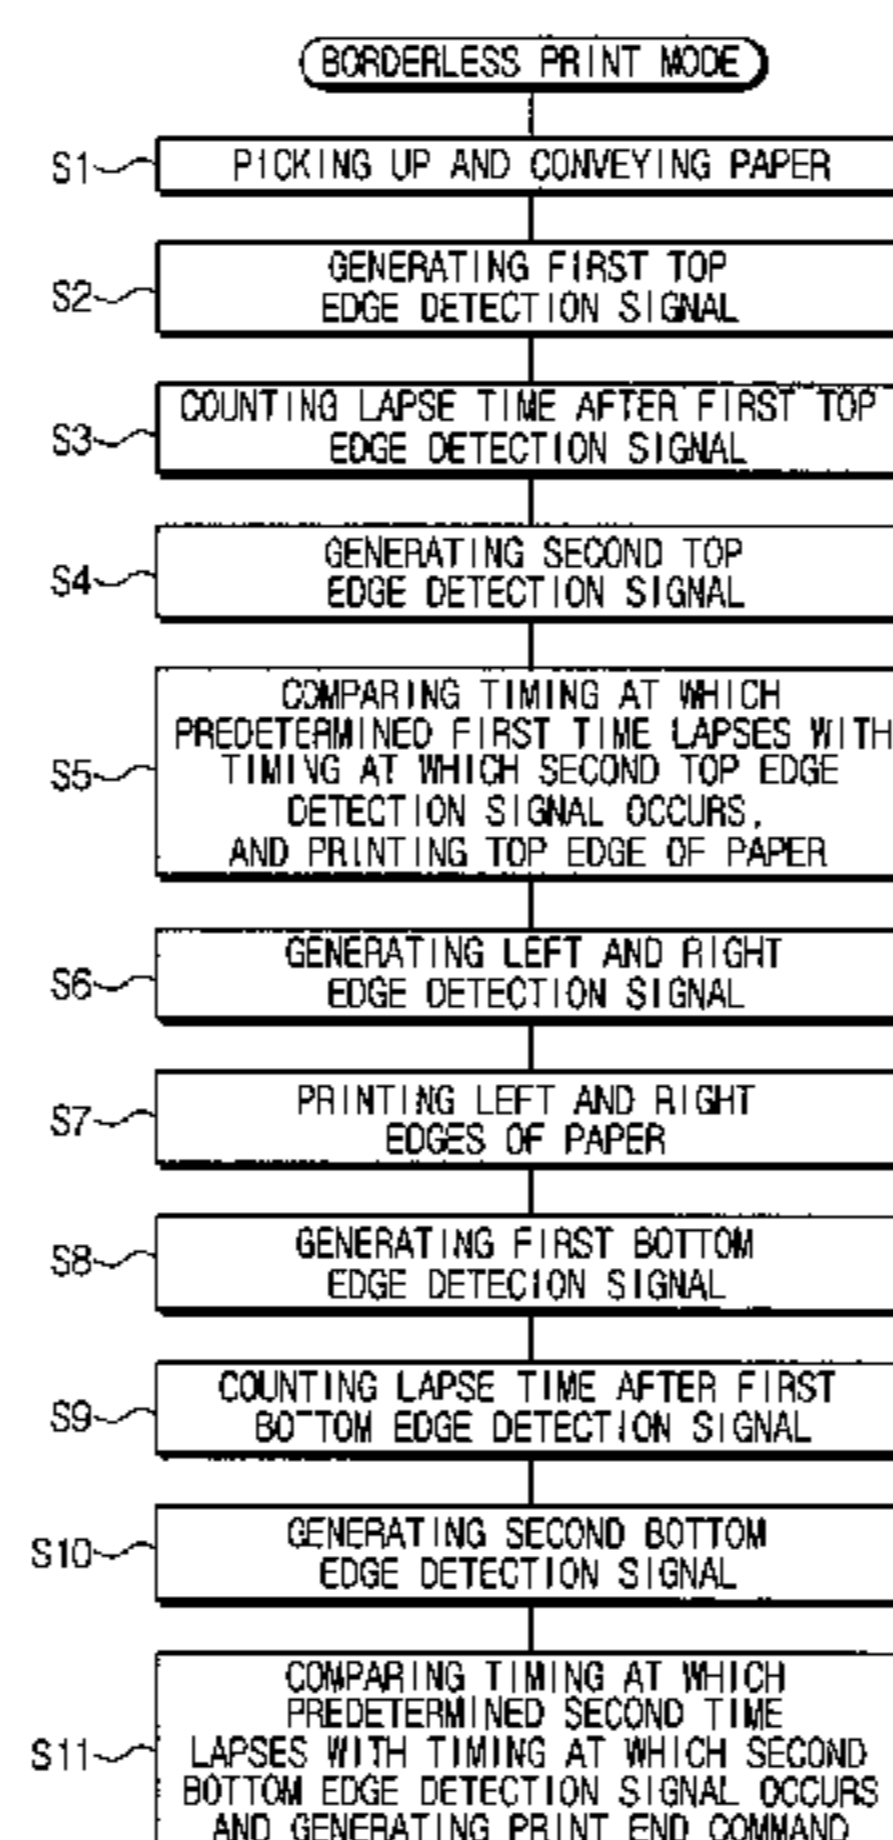 BORDERLESS PRINT MODE
S1 PICKING UP AND CONVEYING PAPER
S2 GENERATING FIRST TOP
EDGE DETECTION SIGNAL
S3 COUNTING LAPSE TIME AFTER FIRST TOP
EDGE DETECTION SIGNAL
S4 GENERATING SECOND TOP
EDGE DETECTION SIGNAL
S5 COMPARING TIMING AT WHICH
PREDETERMINED FIRST TIME LAPSES WITH
TIMING AT WHICH SECOND TOP EDGE
DETECTION SIGNAL OCCURS,
AND PRINTING TOP EDGE OF PAPER
S6 GENERATING LEFT AND RIGHT
EDGE DETECTION SIGNAL
S7 PRINTING LEFT AND RIGHT
EDGES OF PAPER
S8 GENERATING FIRST BOTTOM
EDGE DETECION SIGNAL
S9 COUNTING LAPSE TIME AFTER FIRST
BOTTOM EDGE DETECTION SIGNAL
S10 GENERATING SECOND BOTTOM
EDGE DETECTION SIGNAL
S11 COMPARING TIMING AT WHICH
PREDETERMINED SECOND TIME
LAPSES WITH TIMING AT WHICH SECOND
BOTTOM EDGE DETECTION SIGNAL OCCURS
AND GENERATING PRINT END COMMAND